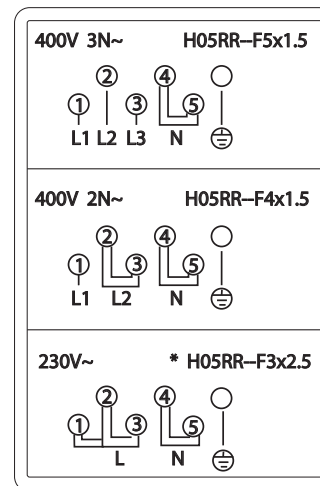 400V 3N~ H05RR--F5x1.5
2 4
1 3 5
L1 L2 L3 N
400V 2N~ H05RR--F4x1.5
2 4
1 3 5
L1 L2 N
230V~ * H05RR--F3x2.5
2 4
1 3 5
L N